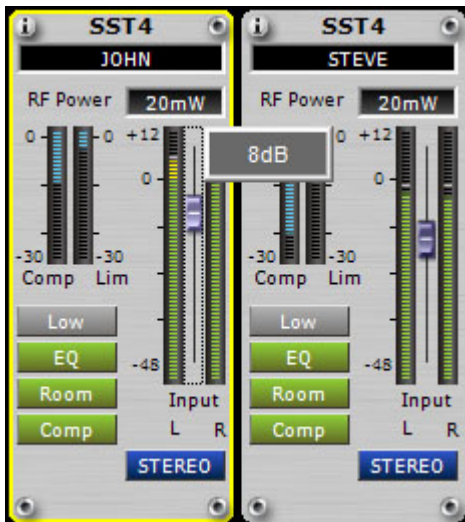 i SST4
JOHN
RF Power 20mW
0 0 +12
0
-30 -30
Comp Lim
Low
EQ
-48
Room
Input
Comp
L R
STEREO
8dB
i SST4
STEVE
RF Power 20mW
0 +12
0
-30 -30
Comp Lim
Low
EQ
-48
Room
Input
Comp
L R
STEREO